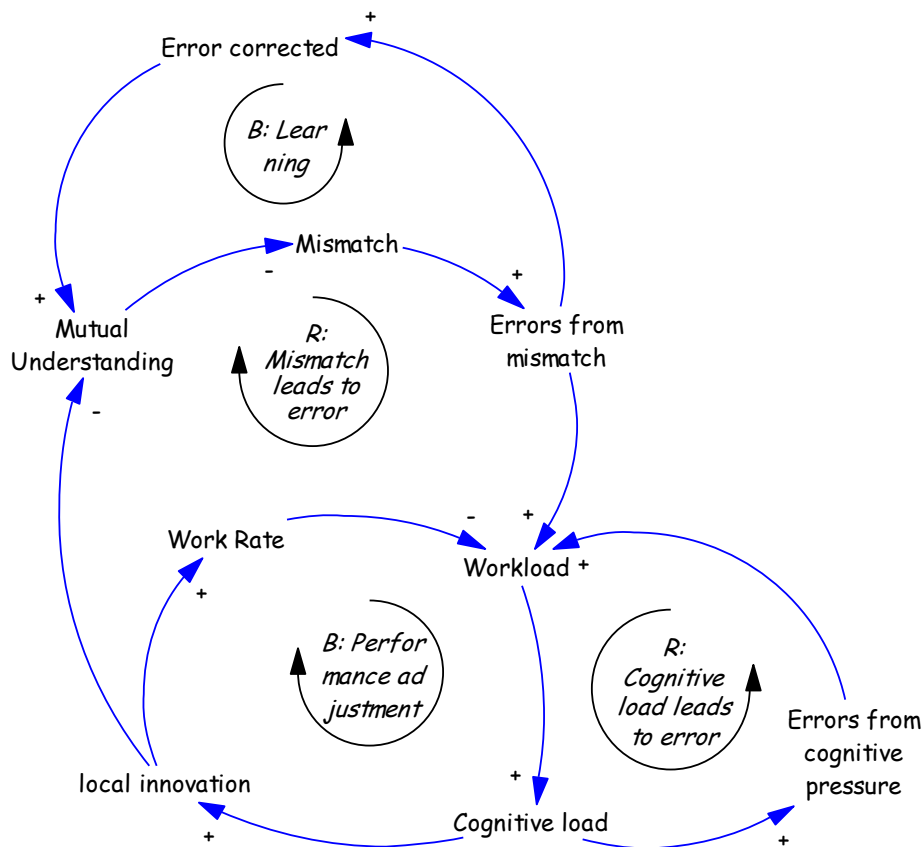 +
Error corrected
B: Lear
ning
Mismatch
-
+
+
Mutual
Understanding
Errors from
mismatch
R:
Mismatch
leads to
error
-
-
+
Work Rate
Workload +
+
B: Perfor
mance ad
justment
R:
Cognitive
load leads
to error
Errors from
cognitive
pressure
local innovation
+
Cognitive load
+
+